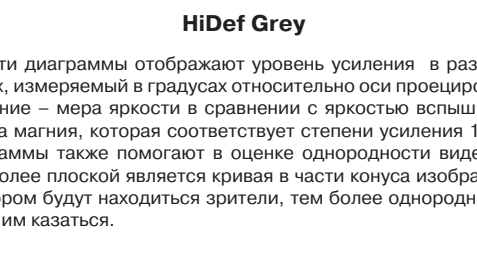 HiDef Grey
ти диаграммы отображают уровень усиления в раз
х, измеряемый в градусах относительно оси проециро
ние – мера яркости в сравнении с яркостью вспыш
а магния, которая соответствует степени усиления 1
аммы также помогают в оценке однородности виде
олее плоской является кривая в части конуса изобра
ором будут находиться зрители, тем более однородн
им казаться.